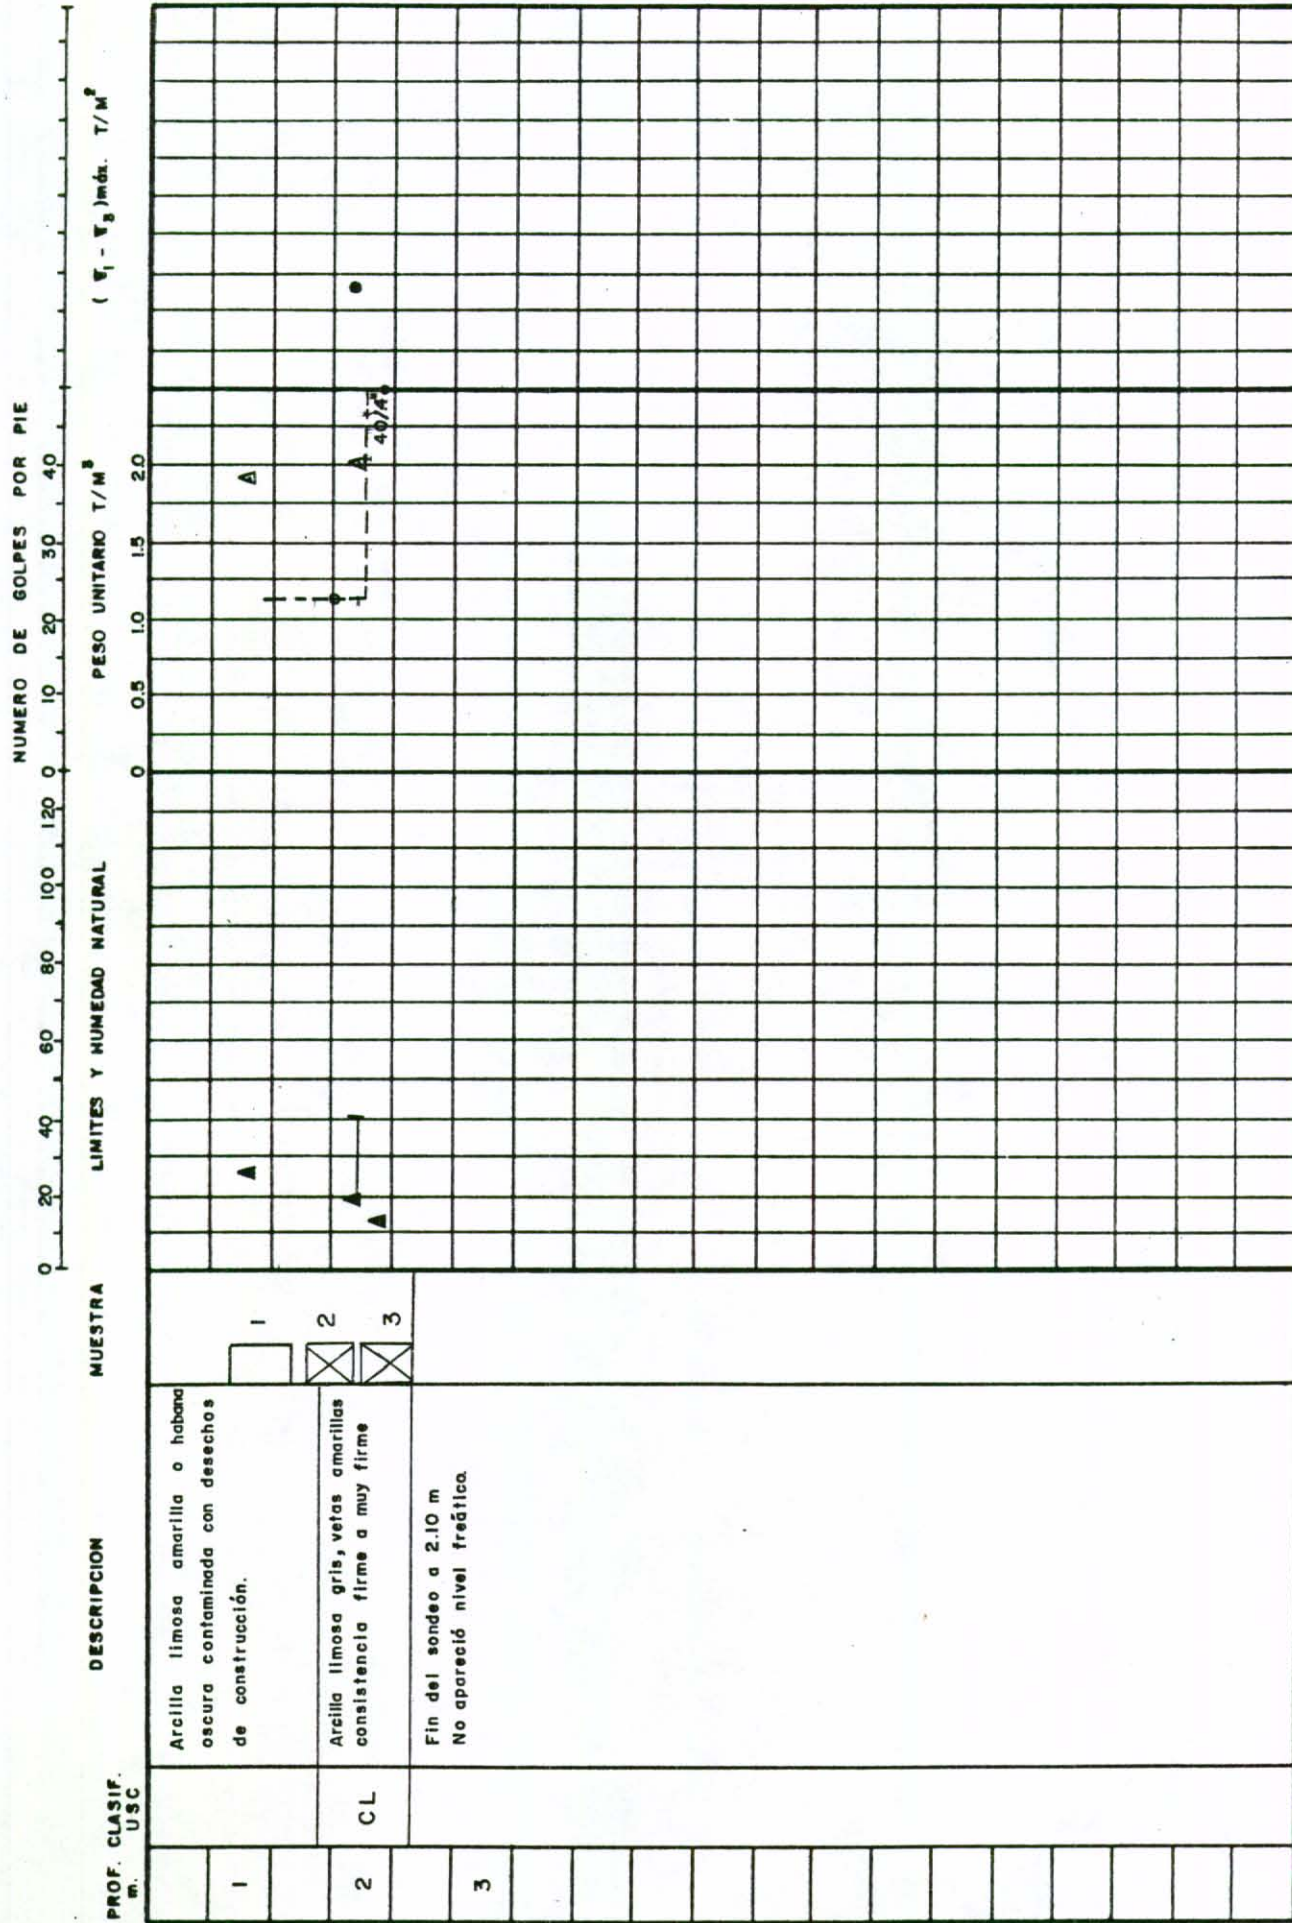 NUMERO DE GOLPES POR PIE
0 20 40 60 80 100 120 0 10 20 30 40
PROF. m.
CLASIF. USC
DESCRIPCION
MUESTRA
LIMITES Y HUMEDAD NATURAL
PESO UNITARIO T/M³
0 0.5 1.0 1.5 2.0
máx. T/M²
1
2
3
CL
Arcilla limosa amarilla o habana
oscura contaminada con desechos
de construcción.
1
Arcilla limosa gris, vetas amarillas
consistencia firme a muy firme
2
3
40/4"
Fin del sondeo a 2.10 m
No apareció nivel freático.